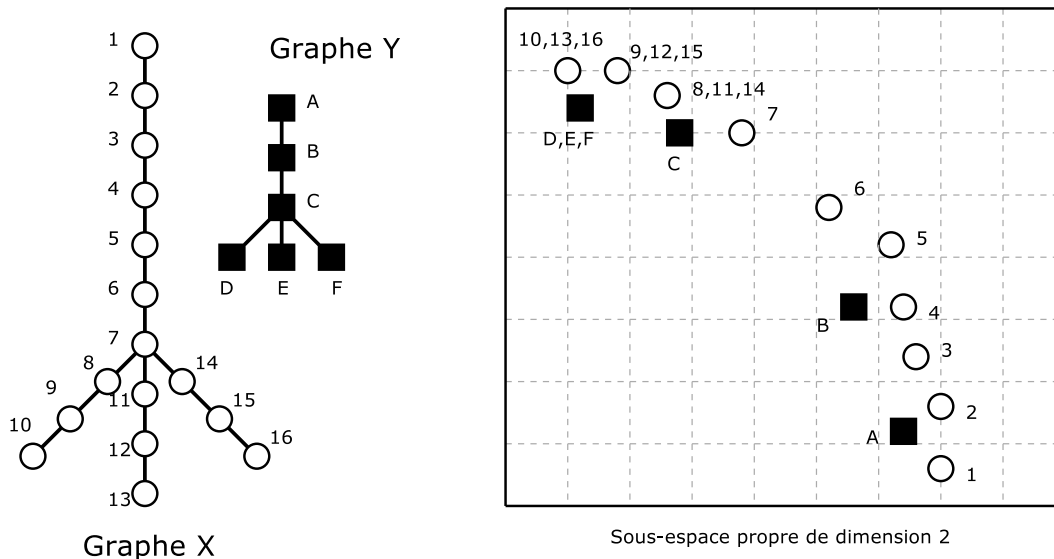 1
2
3
4
5
6
7
8
14
9
11
15
10
12
16
13
Graphe X
Graphe Y
A
B
C
D E F
10,13,16
9,12,15
8,11,14
7
D,E,F
C
6
5
B
4
3
2
A
1
Sous-espace propre de dimension 2